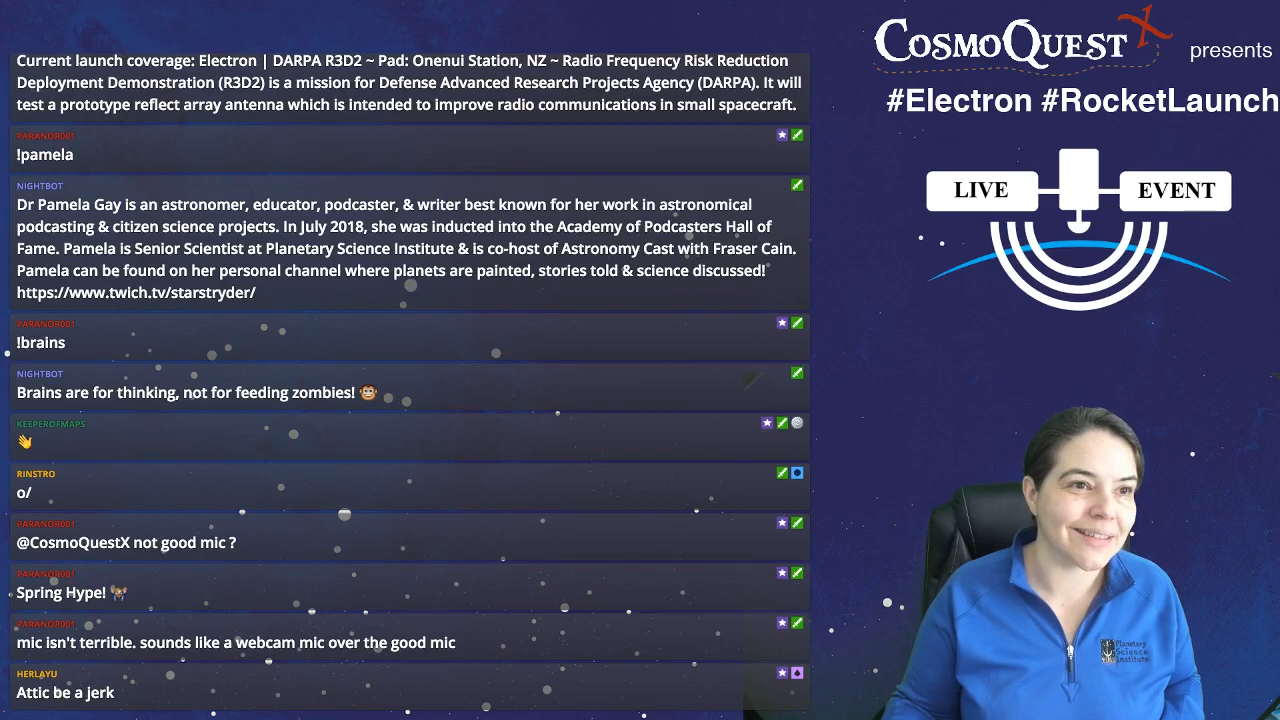 COSMOQUEST X
presents
#Electron #RocketLaunch
LIVE EVENT
Current launch coverage: Electron | DARPA R3D2 ~ Pad: Onenui Station, NZ ~ Radio Frequency Risk Reduction
Deployment Demonstration (R3D2) is a mission for Defense Advanced Research Projects Agency (DARPA). It will
test a prototype reflect array antenna which is intended to improve radio communications in small spacecraft.
PARANOR001
!pamela
NIGHTBOT
Dr Pamela Gay is an astronomer, educator, podcaster, & writer best known for her work in astronomical
podcasting & citizen science projects. In July 2018, she was inducted into the Academy of Podcasters Hall of
Fame. Pamela is Senior Scientist at Planetary Science Institute & is co-host of Astronomy Cast with Fraser Cain.
Pamela can be found on her personal channel where planets are painted, stories told & science discussed!
https://www.twich.tv/starstryder/
PARANOR001
!brains
NIGHTBOT
Brains are for thinking, not for feeding zombies! 🐵
KEEPEROFMAPS
👋
RINSTRO
o/
PARANOR001
@CosmoQuestX not good mic ?
PARANOR001
Spring Hype!
PARANOR001
mic isn't terrible. sounds like a webcam mic over the good mic
HERLAYU
Attic be a jerk
Planetary
Science
Institute